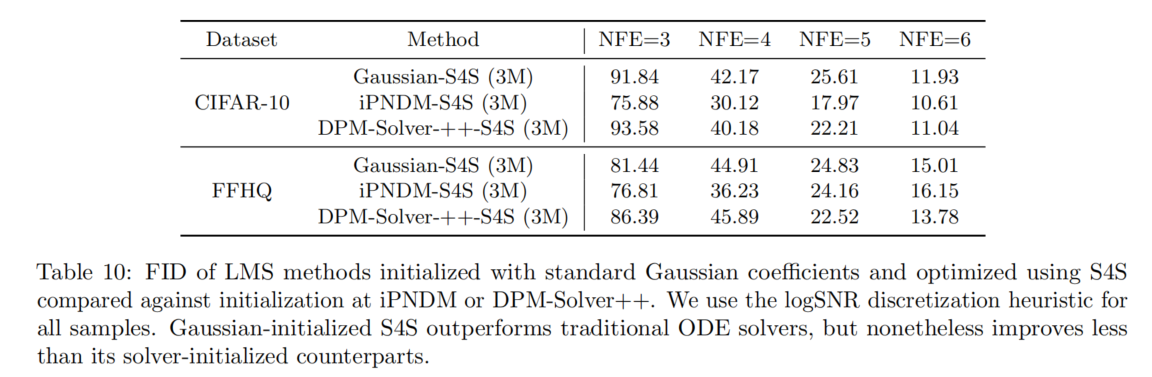 Dataset Method NFE=3 NFE=4 NFE=5 NFE=6
Gaussian-S4S (3M) 91.84 42.17 25.61 11.93
CIFAR-10 iPNDM-S4S (3M) 75.88 30.12 17.97 10.61
DPM-Solver-++-S4S (3M) 93.58 40.18 22.21 11.04
Gaussian-S4S (3M) 81.44 44.91 24.83 15.01
FFHQ iPNDM-S4S (3M) 76.81 36.23 24.16 16.15
DPM-Solver-++-S4S (3M) 86.39 45.89 22.52 13.78
Table 10: FID of LMS methods initialized with standard Gaussian coefficients and optimized using S4S
compared against initialization at iPNDM or DPM-Solver++. We use the logSNR discretization heuristic for
all samples. Gaussian-initialized S4S outperforms traditional ODE solvers, but nonetheless improves less
than its solver-initialized counterparts.